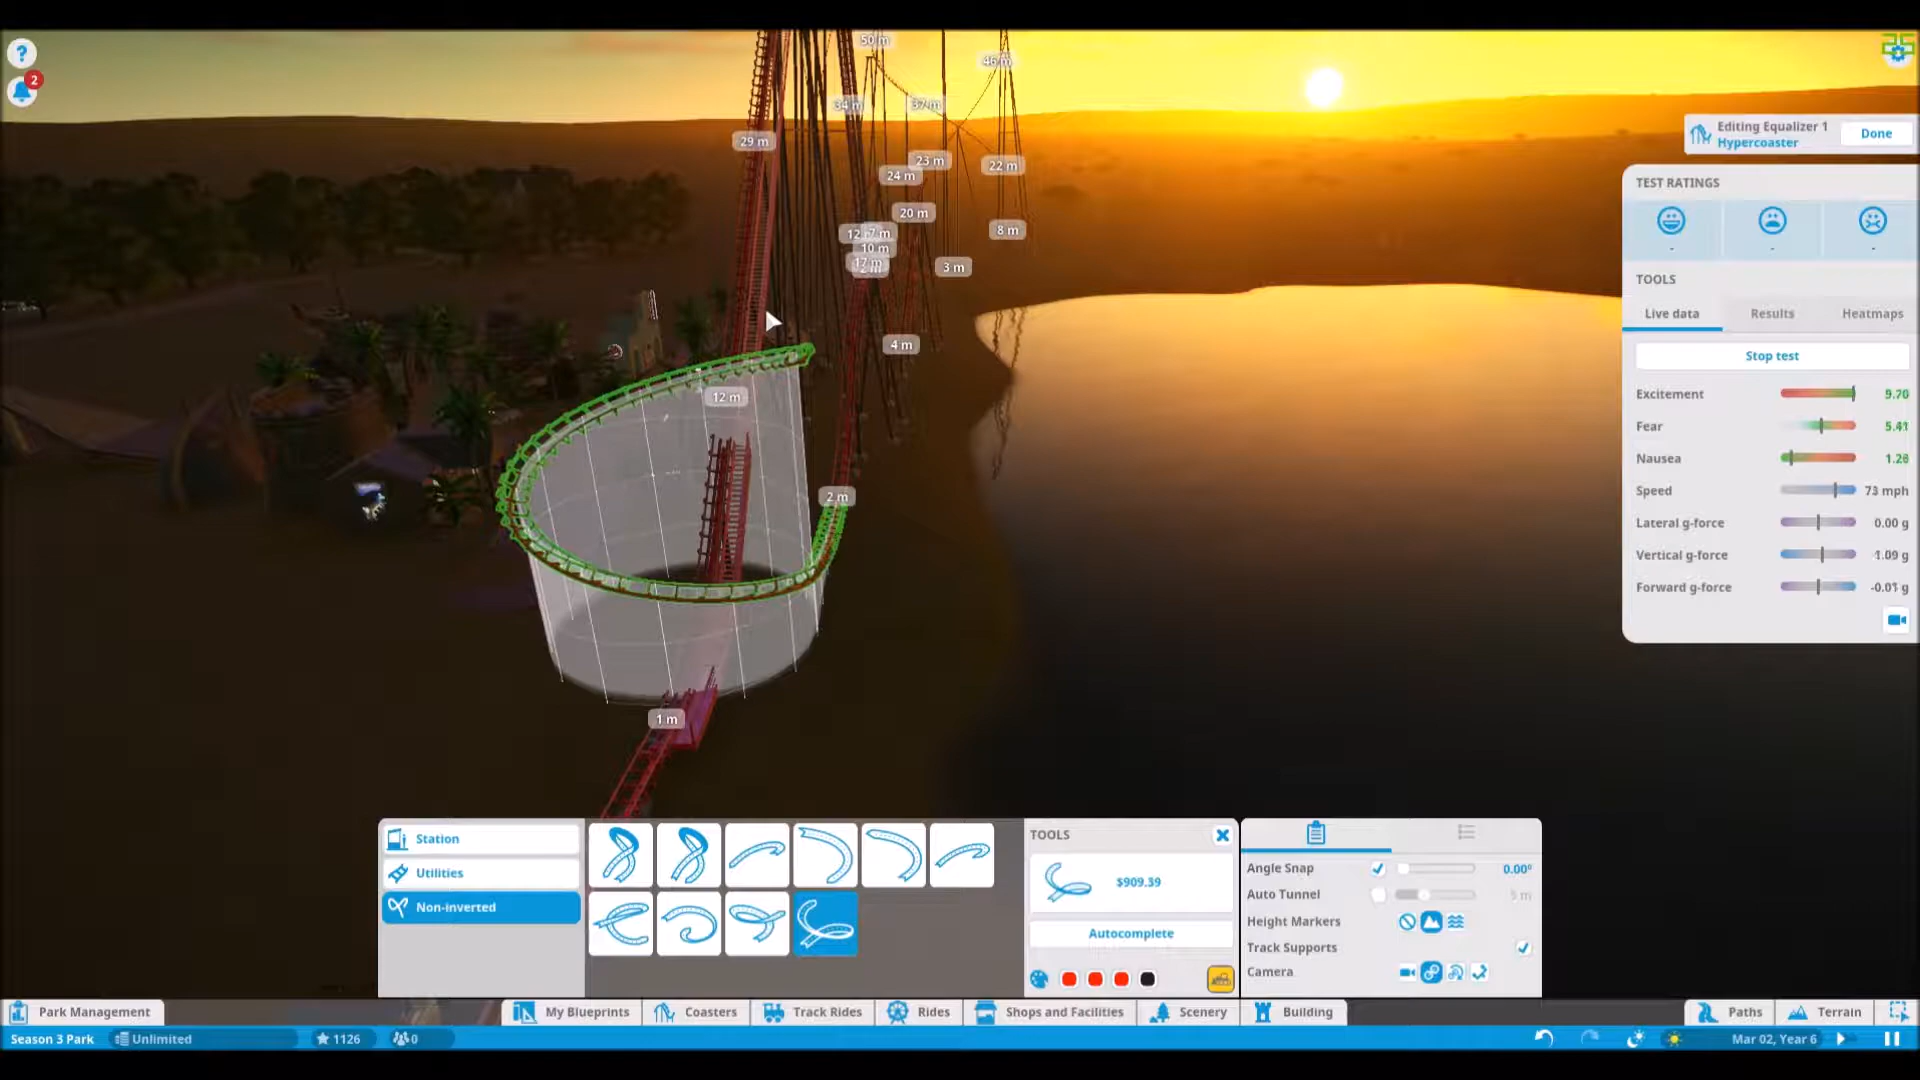 2
50 m
46 m
34 m
37 m
29 m
23 m
22 m
24 m
20 m
8 m
12
7 m
10 m
17 m
3 m
4 m
12 m
2 m
1 m
Editing Equalizer 1
Hypercoaster
Done
TEST RATINGS
- - -
TOOLS
Live data Results Heatmaps
Stop test
Excitement 9.70
Fear 5.41
Nausea 1.28
Speed 73 mph
Lateral g-force 0.00 g
Vertical g-force 1.09 g
Forward g-force -0.01 g
Station
Utilities
Non-inverted
TOOLS
$909.39
Autocomplete
Angle Snap 0.00°
Auto Tunnel 5 m
Height Markers
Track Supports
Camera
Park Management My Blueprints Coasters Track Rides Rides Shops and Facilities Scenery Building Paths Terrain
Season 3 Park Unlimited 1126 0 Mar 02, Year 6